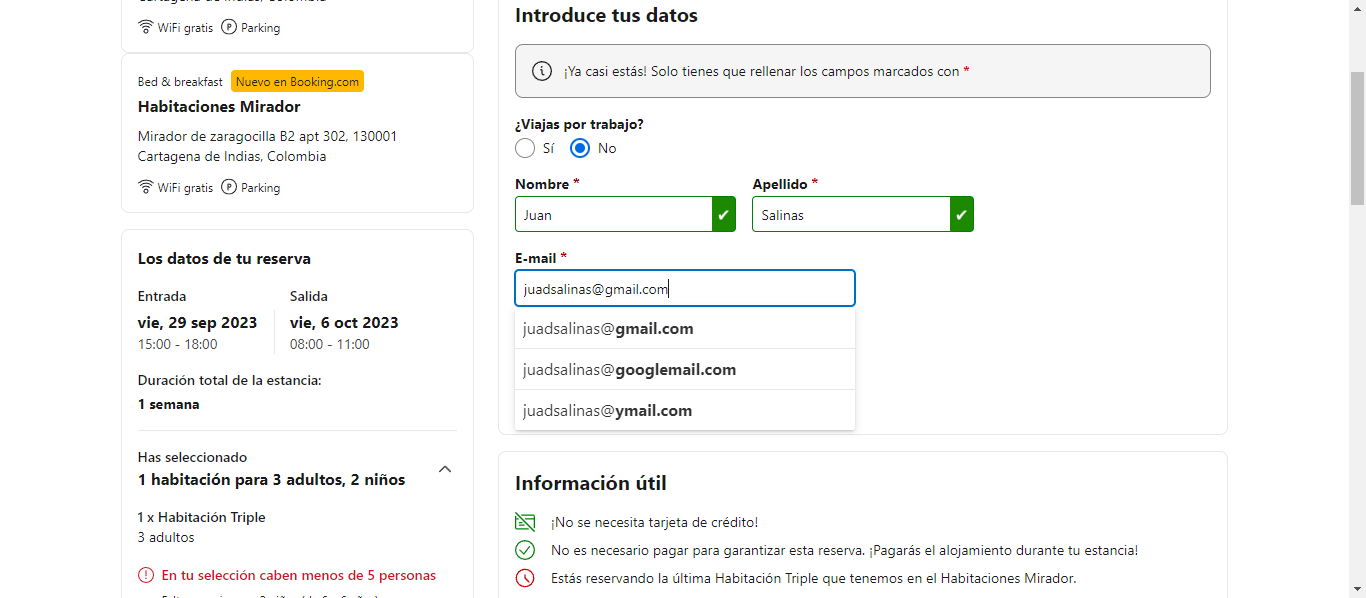 WiFi gratis Parking
Bed & breakfast Nuevo en Booking.com
Habitaciones Mirador
Mirador de zaragocilla B2 apt 302, 130001
Cartagena de Indias, Colombia
WiFi gratis Parking
Los datos de tu reserva
Entrada Salida
vie, 29 sep 2023 vie, 6 oct 2023
15:00 - 18:00 08:00 - 11:00
Duración total de la estancia:
1 semana
Has seleccionado
1 habitación para 3 adultos, 2 niños
1 x Habitación Triple
3 adultos
En tu selección caben menos de 5 personas
Introduce tus datos
¡Ya casi estás! Solo tienes que rellenar los campos marcados con *
¿Viajas por trabajo?
Sí No
Nombre * Apellido *
Juan Salinas
E-mail *
juadsalinas@gmail.com
juadsalinas@gmail.com
juadsalinas@googlemail.com
juadsalinas@ymail.com
Información útil
¡No se necesita tarjeta de crédito!
No es necesario pagar para garantizar esta reserva. ¡Pagarás el alojamiento durante tu estancia!
Estás reservando la última Habitación Triple que tenemos en el Habitaciones Mirador.